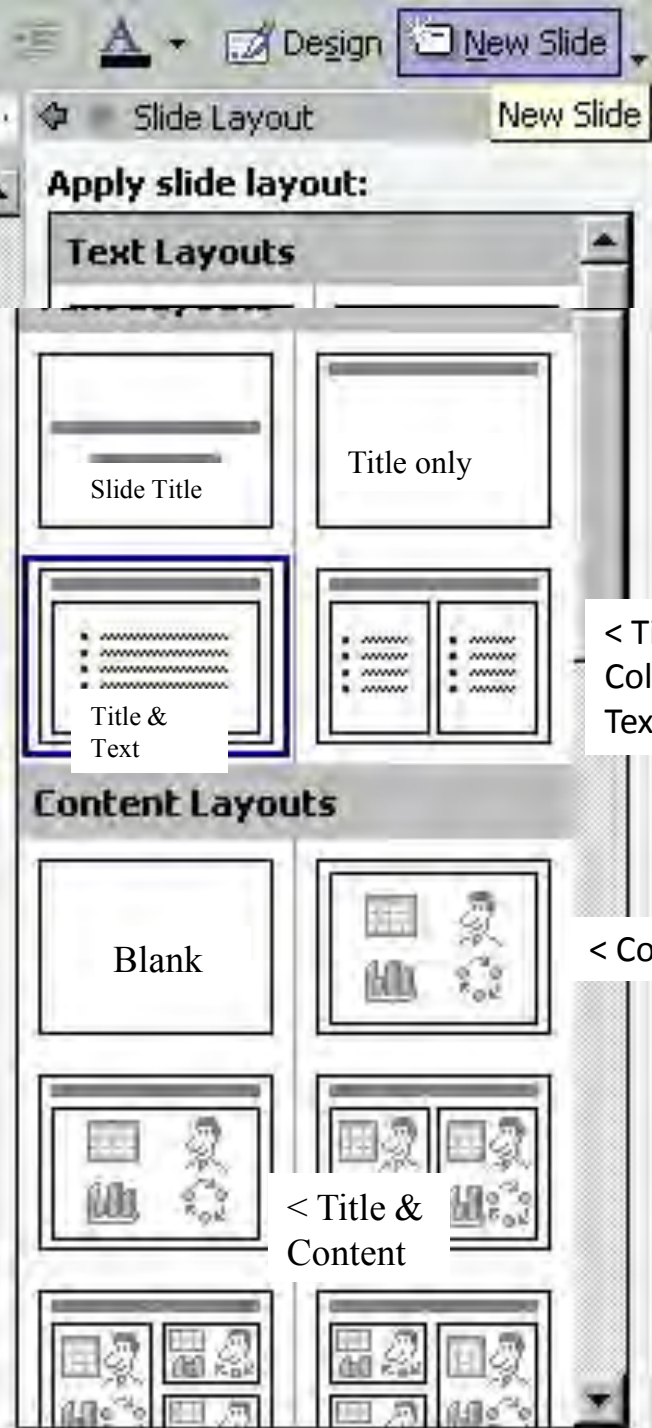 Design New Slide
Slide Layout
New Slide
Apply slide layout:
Text Layouts
Slide Title
Title only
Title &
Text
<
Content Layouts
Blank
<
< Title &
Content